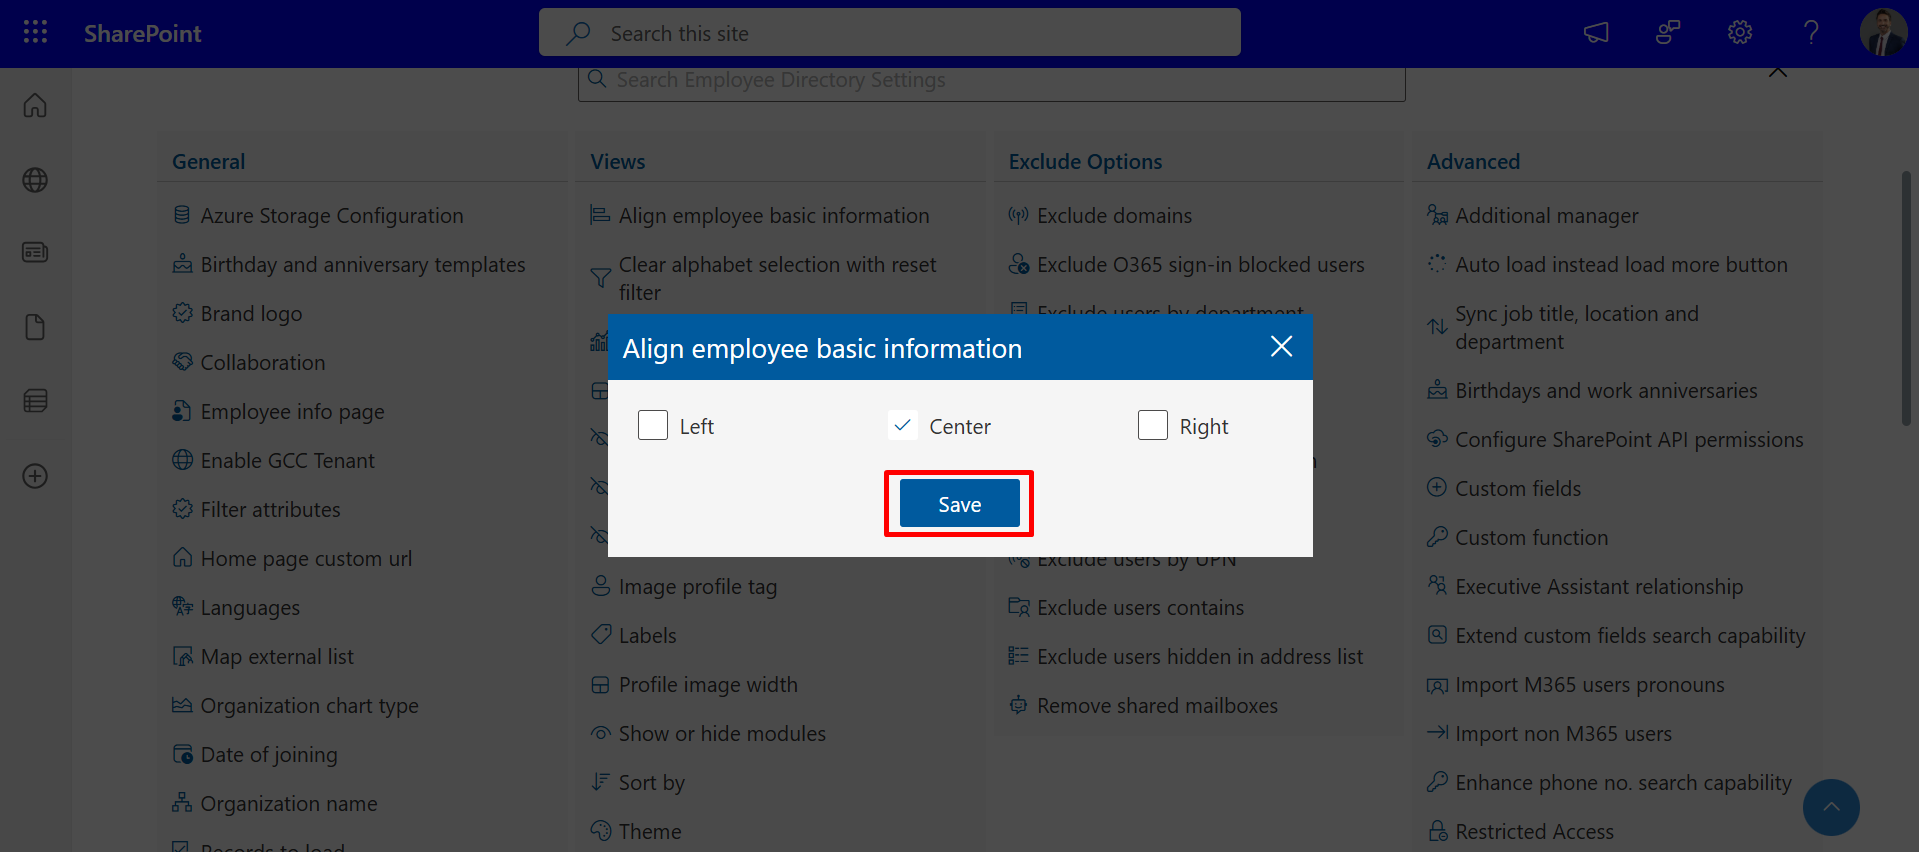 SharePoint
Search this site
Search Employee Directory Settings
General
Azure Storage Configuration
Birthday and anniversary templates
Brand logo
Collaboration
Employee info page
Enable GCC Tenant
Filter attributes
Home page custom url
Languages
Map external list
Organization chart type
Date of joining
Organization name
Records to load
Views
Align employee basic information
Clear alphabet selection with reset
filter
Image profile tag
Labels
Profile image width
Show or hide modules
Sort by
Theme
Exclude Options
Exclude domains
Exclude O365 sign-in blocked users
Exclude users by department
Exclude users by UPN
Exclude users contains
Exclude users hidden in address list
Remove shared mailboxes
Advanced
Additional manager
Auto load instead load more button
Sync job title, location and
department
Birthdays and work anniversaries
Configure SharePoint API permissions
Custom fields
Custom function
Executive Assistant relationship
Extend custom fields search capability
Import M365 users pronouns
Import non M365 users
Enhance phone no. search capability
Restricted Access
Align employee basic information
Left
Center
Right
Save